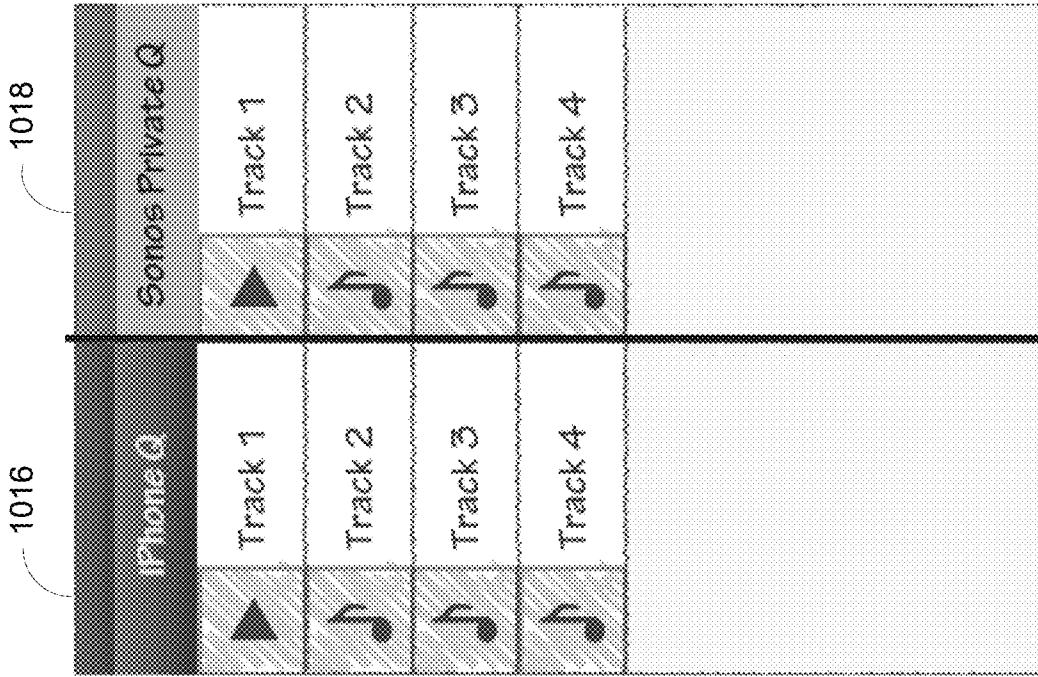 1016
iPhone Q
Track 1
Track 2
Track 3
Track 4
1018
Sonos Private Q
Track 1
Track 2
Track 3
Track 4